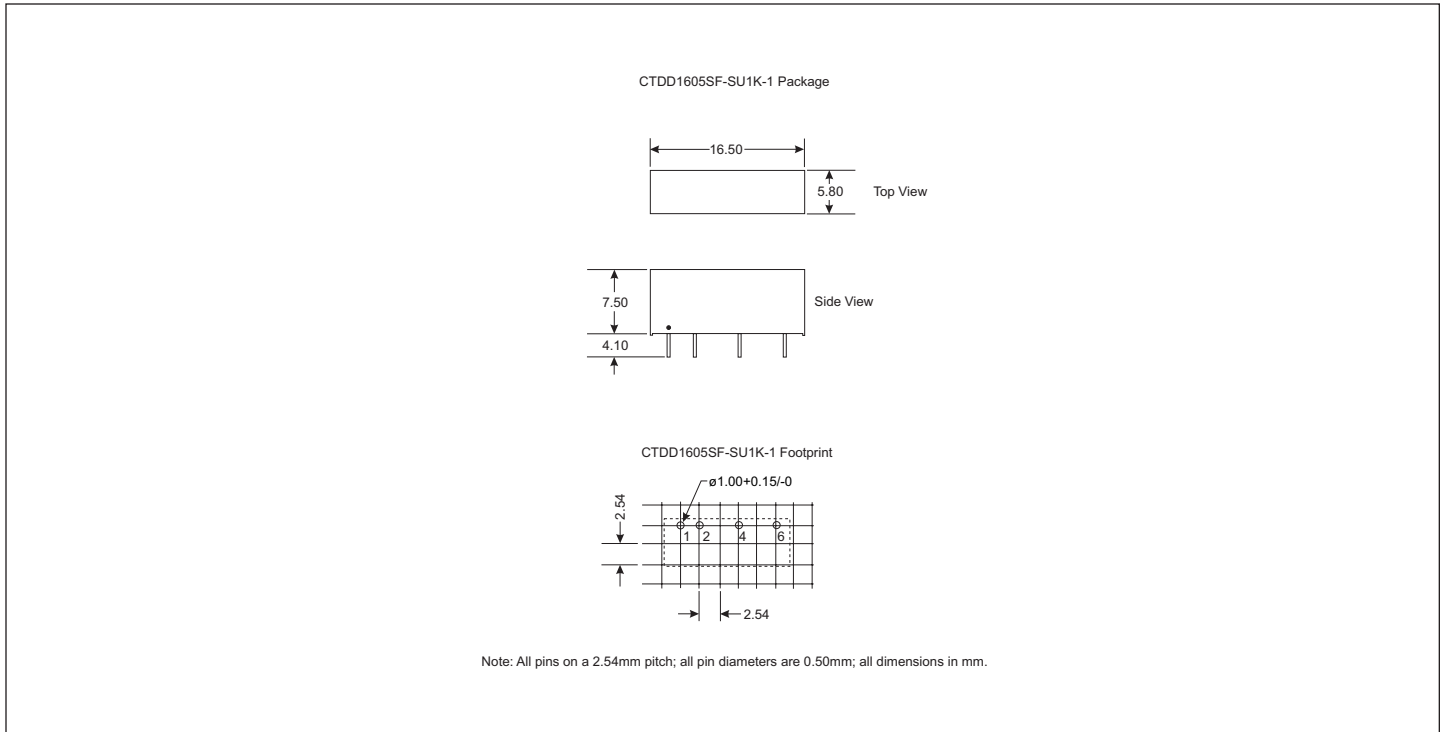 CTDD1605SF-SU1K-1 Package
16.50
5.80
Top View
7.50
Side View
4.10
CTDD1605SF-SU1K-1 Footprint
ø1.00+0.15/-0
2.54
1 2 4 6
2.54
Note: All pins on a 2.54mm pitch; all pin diameters are 0.50mm; all dimensions in mm.